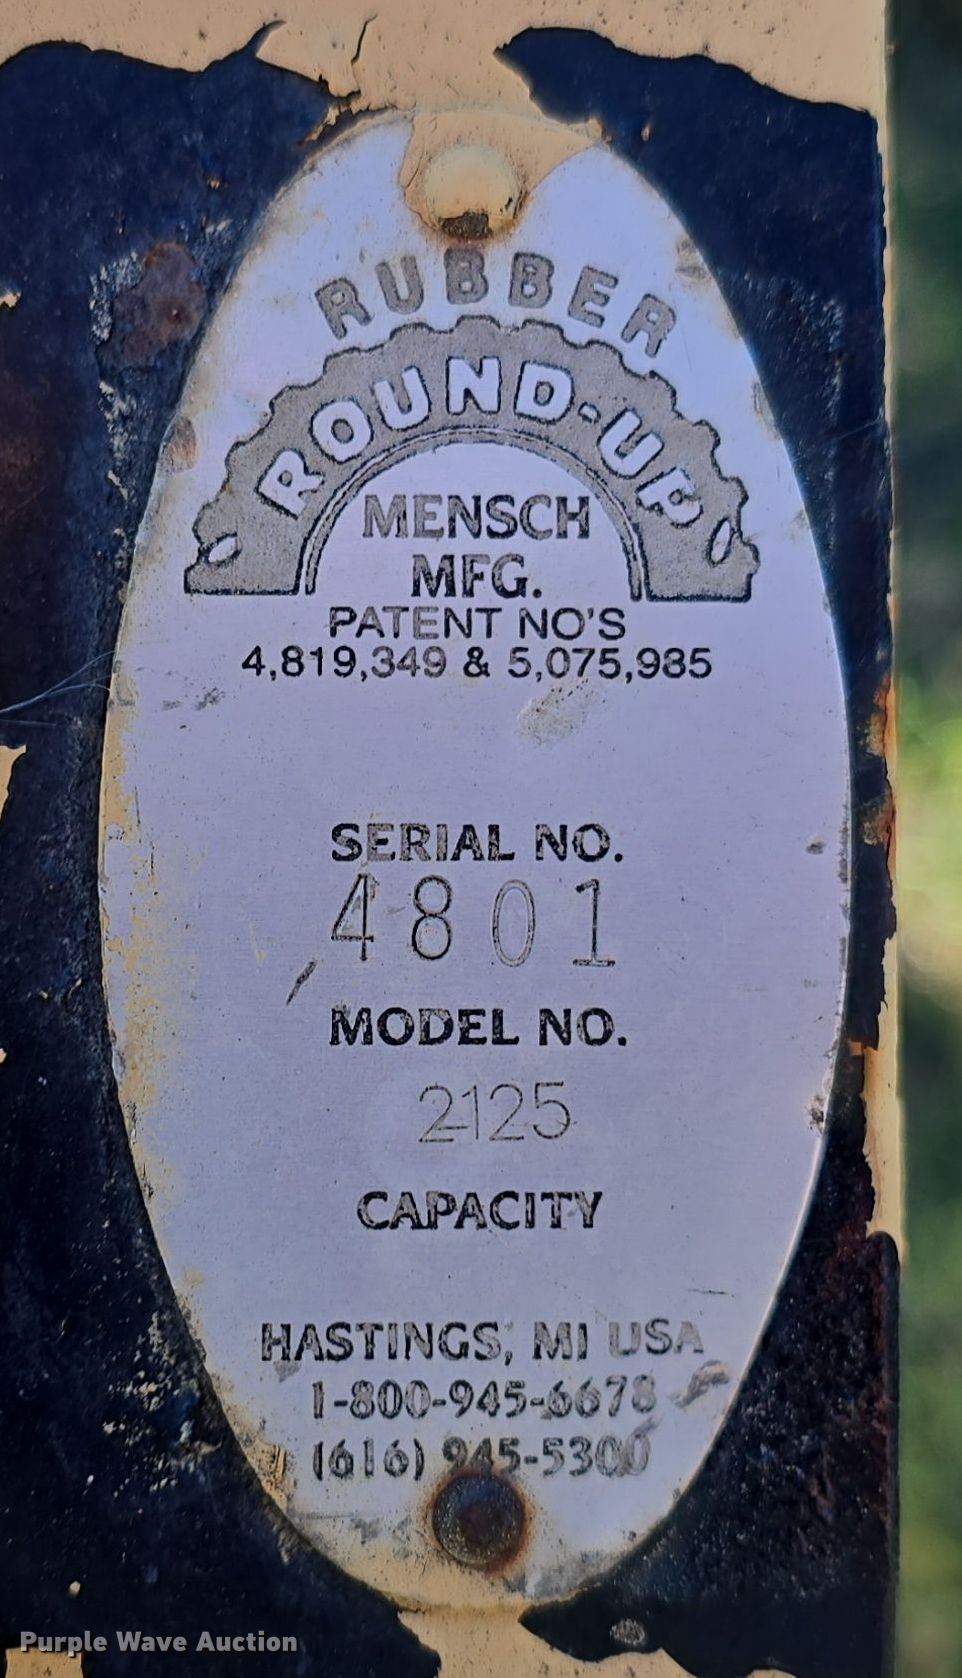 RUBBER
ROUND-UP
MENSCH
MFG.
PATENT NO'S
4,819,349 & 5,075,985
SERIAL NO.
4801
MODEL NO.
2125
CAPACITY
HASTINGS, MI USA
1-800-945-6678
(616) 945-5300
Purple Wave Auction